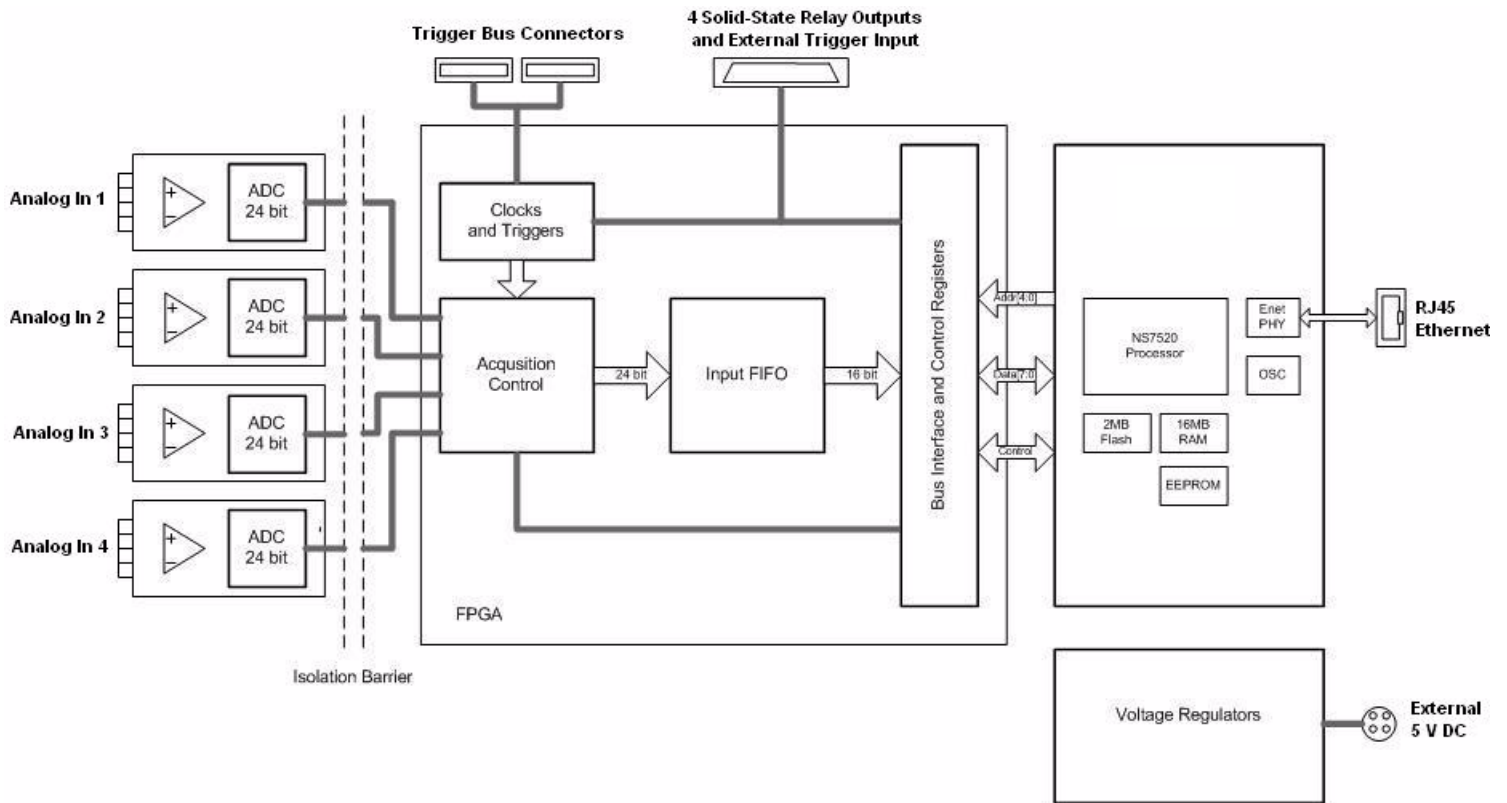 4 Solid-State Relay Outputs
and External Trigger Input
Trigger Bus Connectors
Analog In 1
+
−
ADC
24 bit
Analog In 2
+
−
ADC
24 bit
Analog In 3
+
−
ADC
24 bit
Analog In 4
+
−
ADC
24 bit
Isolation Barrier
Clocks
and Triggers
Acqusition
Control
24 bit
Input FIFO
16 bit
Bus Interface and Control Registers
FPGA
Addr[4:0]
Data[7:0]
Control
NS7520
Processor
Enet
PHY
OSC
2MB
Flash
16MB
RAM
EEPROM
RJ45
Ethernet
Voltage Regulators
External
5 V DC